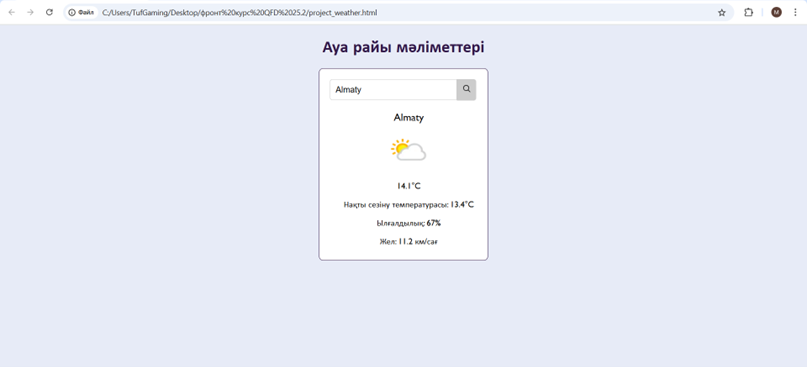 Файл
C:/Users/TufGaming/Desktop/фронт%20курс%20QFD%2025.2/project_weather.html
M
Ауа райы мәліметтері
Almaty
Almaty
14.1°C
Нақты сезіну температурасы: 13.4°C
Ылғалдылық: 67%
Жел: 11.2 км/сағ